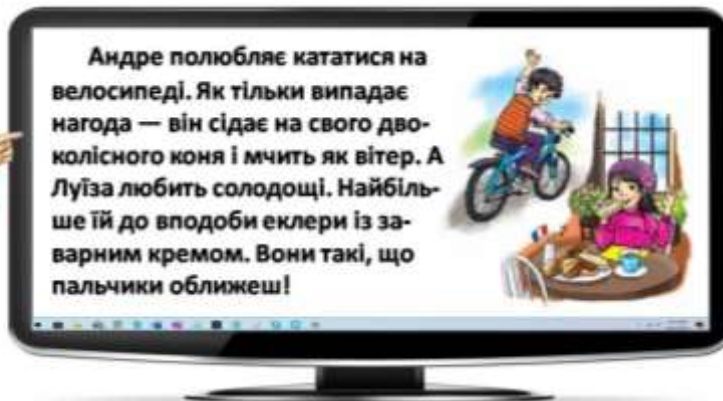 Андре полюбляє кататися на
велосипеді. Як тільки випадає
нагода — він сідає на свого дво-
колісного коня і мчить як вітер. А
Луїза любить солодощі. Найбіль-
ше їй до вподоби еклери із за-
варним кремом. Вони такі, що
пальчики оближеш!